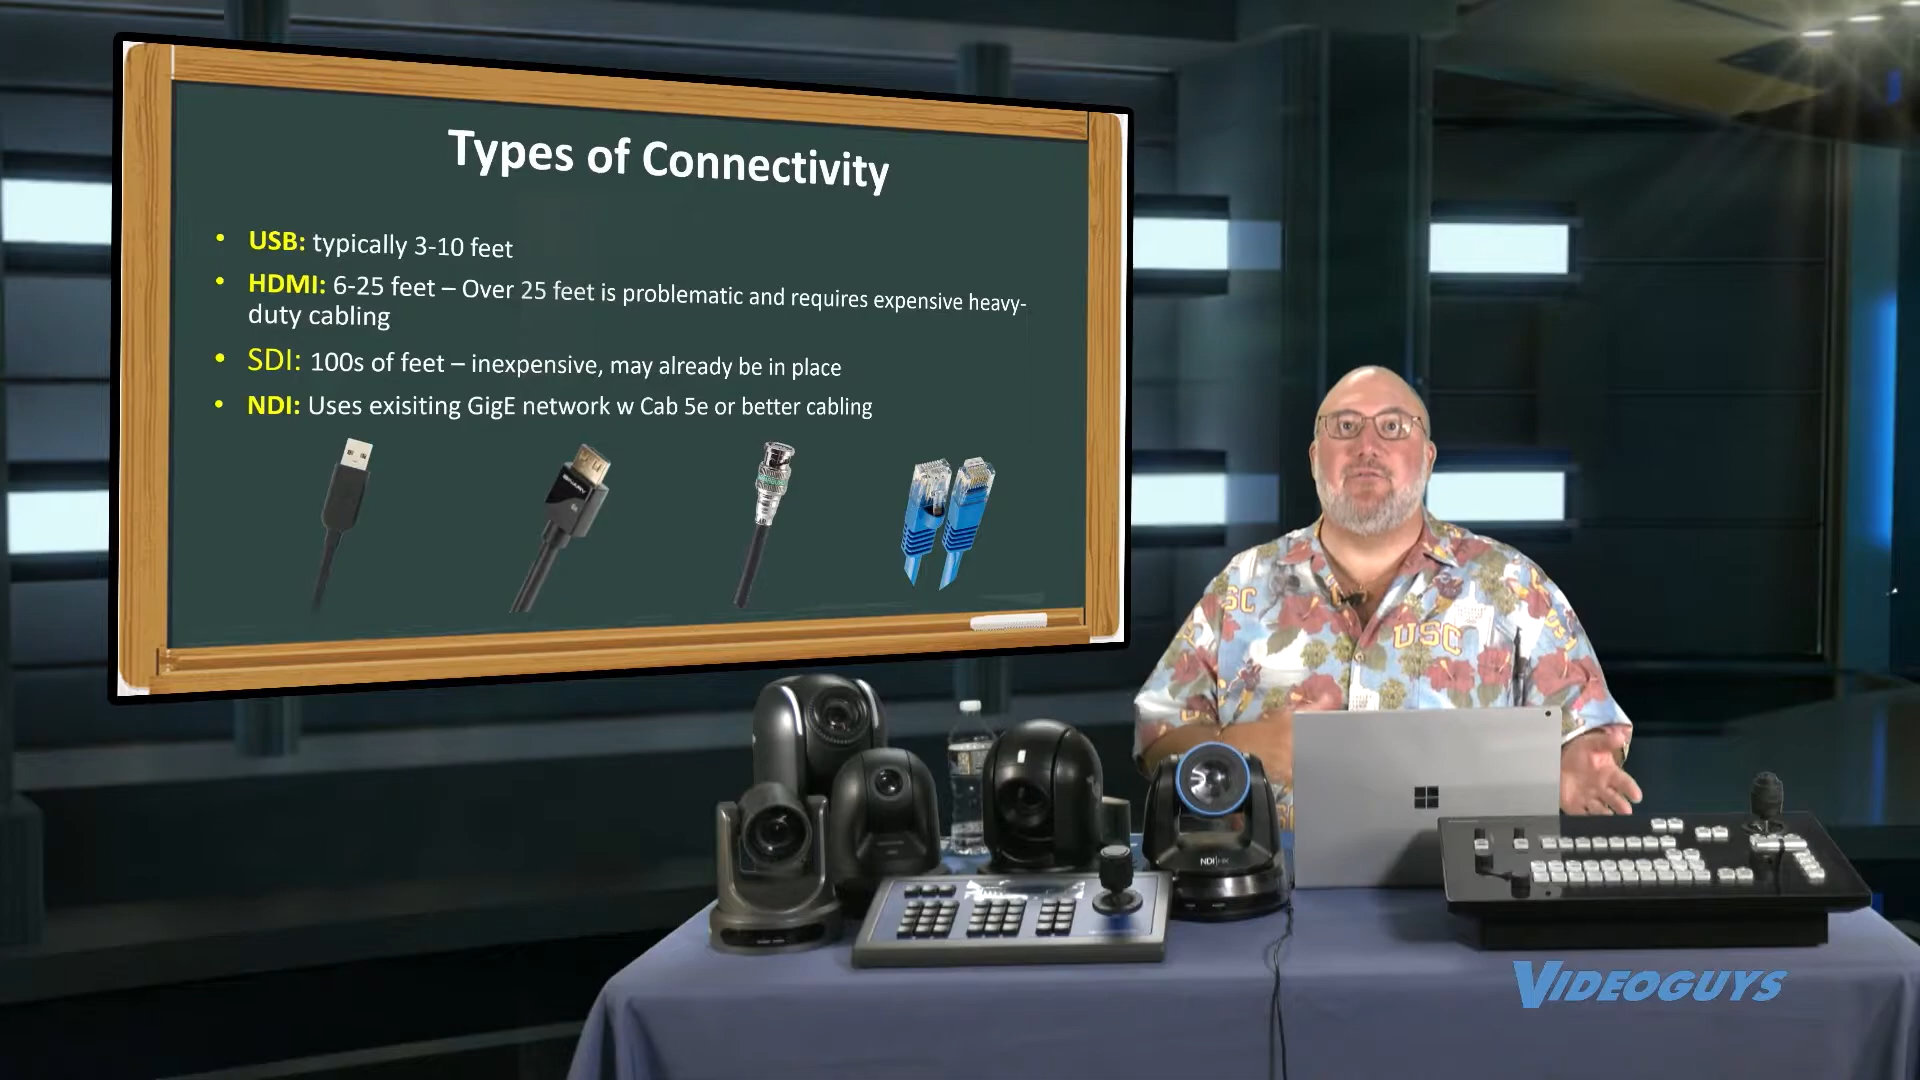 Types of Connectivity
• USB: typically 3-10 feet
• HDMI: 6-25 feet – Over 25 feet is problematic and requires expensive heavy-
duty cabling
• SDI: 100s of feet – inexpensive, may already be in place
• NDI: Uses exisiting GigE network w Cab 5e or better cabling
SC
USC
NDI|HX
VIDEOGUYS